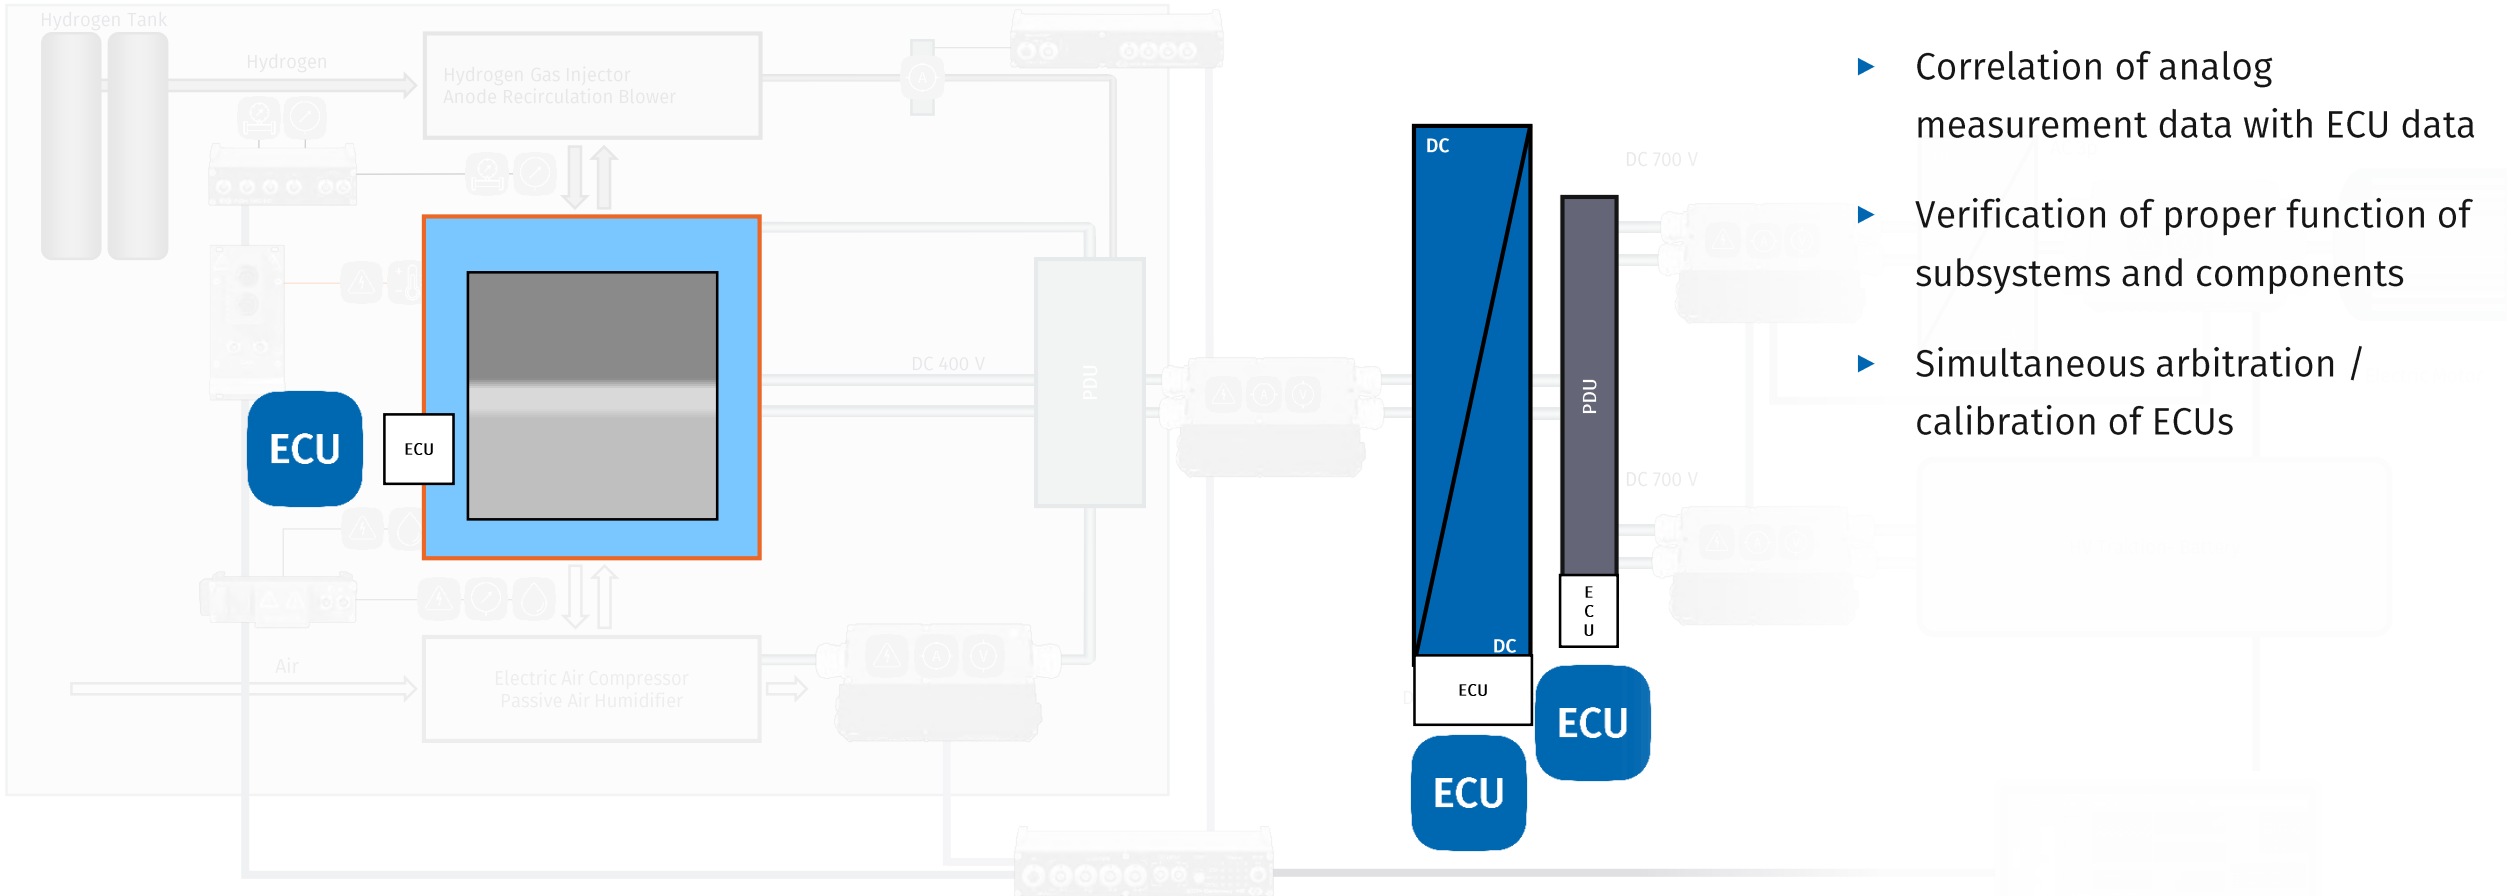 Hydrogen Tank
Hydrogen
Hydrogen Gas Injector
Anode Recirculation Blower
A
DC
DC 700 V
Correlation of analog
measurement data with ECU data
Verification of proper function of
subsystems and components
Simultaneous arbitration /
calibration of ECUs
DC 400 V
PDU
A
V
PDU
ECU
ECU
DC 700 V
E
C
U
DC
ECU
ECU
ECU
Air
Electric Air Compressor
Passive Air Humidifier
A
V